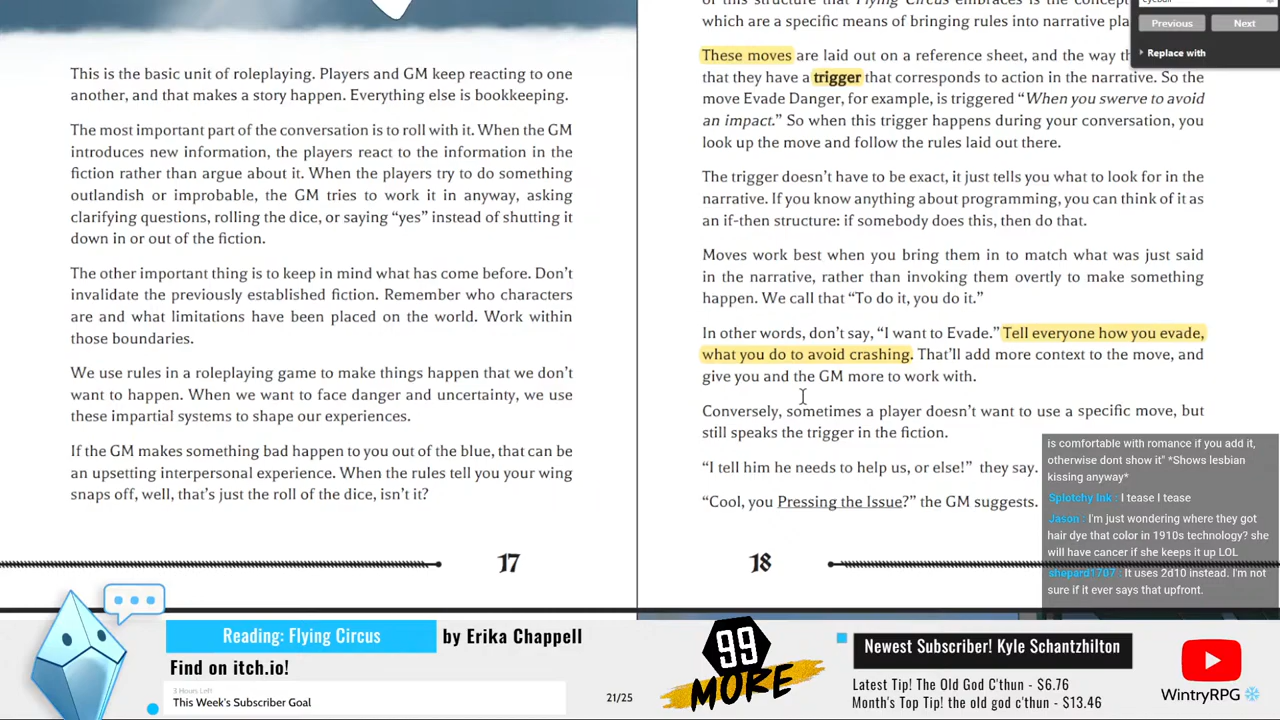 This is the basic unit of roleplaying. Players and GM keep reacting to one
another, and that makes a story happen. Everything else is bookkeeping.
The most important part of the conversation is to roll with it. When the GM
introduces new information, the players react to the information in the
fiction rather than argue about it. When the players try to do something
outlandish or improbable, the GM tries to work it in anyway, asking
clarifying questions, rolling the dice, or saying “yes” instead of shutting it
down in or out of the fiction.
The other important thing is to keep in mind what has come before. Don’t
invalidate the previously established fiction. Remember who characters
are and what limitations have been placed on the world. Work within
those boundaries.
We use rules in a roleplaying game to make things happen that we don’t
want to happen. When we want to face danger and uncertainty, we use
these impartial systems to shape our experiences.
If the GM makes something bad happen to you out of the blue, that can be
an upsetting interpersonal experience. When the rules tell you your wing
snaps off, well, that’s just the roll of the dice, isn’t it?
17
of this structure that Flying Circus embraces is the concept
which are a specific means of bringing rules into narrative
These moves are laid out on a reference sheet, and the way
that they have a trigger that corresponds to action in the narrative. So the
move Evade Danger, for example, is triggered “When you swerve to avoid
an impact.” So when this trigger happens during your conversation, you
look up the move and follow the rules laid out there.
The trigger doesn’t have to be exact, it just tells you what to look for in the
narrative. If you know anything about programming, you can think of it as
an if-then structure: if somebody does this, then do that.
Moves work best when you bring them in to match what was just said
in the narrative, rather than invoking them overtly to make something
happen. We call that “To do it, you do it.”
In other words, don’t say, “I want to Evade.” Tell everyone how you evade,
what you do to avoid crashing. That’ll add more context to the move, and
give you and the GM more to work with.
Conversely, sometimes a player doesn’t want to use a specific move, but
still speaks the trigger in the fiction.
“I tell him he needs to help us, or else!” they say.
“Cool, you Pressing the Issue?” the GM suggests.
18
Previous
Next
Replace with
is comfortable with romance if you add it,
otherwise dont show it" *Shows lesbian
kissing anyway*
Splotchy Ink : I tease I tease
Jason : I'm just wondering where they got
hair dye that color in 1910s technology? she
will have cancer if she keeps it up LOL
shepard1707 : It uses 2d10 instead. I'm not
sure if it ever says that upfront.
Reading: Flying Circus
by Erika Chappell
Find on itch.io!
3 Hours Left
This Week's Subscriber Goal
21/25
99
MORE
Newest Subscriber! Kyle Schantzhilton
Latest Tip! The Old God C'thun - $6.76
Month's Top Tip! the old god c'thun - $13.46
WintryRPG